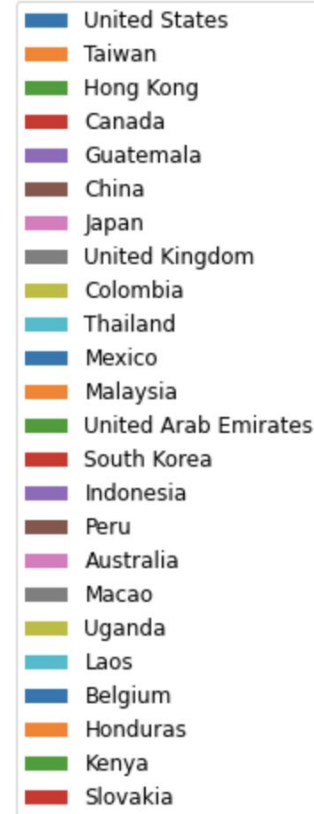 United States
Taiwan
Hong Kong
Canada
Guatemala
China
Japan
United Kingdom
Colombia
Thailand
Mexico
Malaysia
United Arab Emirates
South Korea
Indonesia
Peru
Australia
Macao
Uganda
Laos
Belgium
Honduras
Kenya
Slovakia